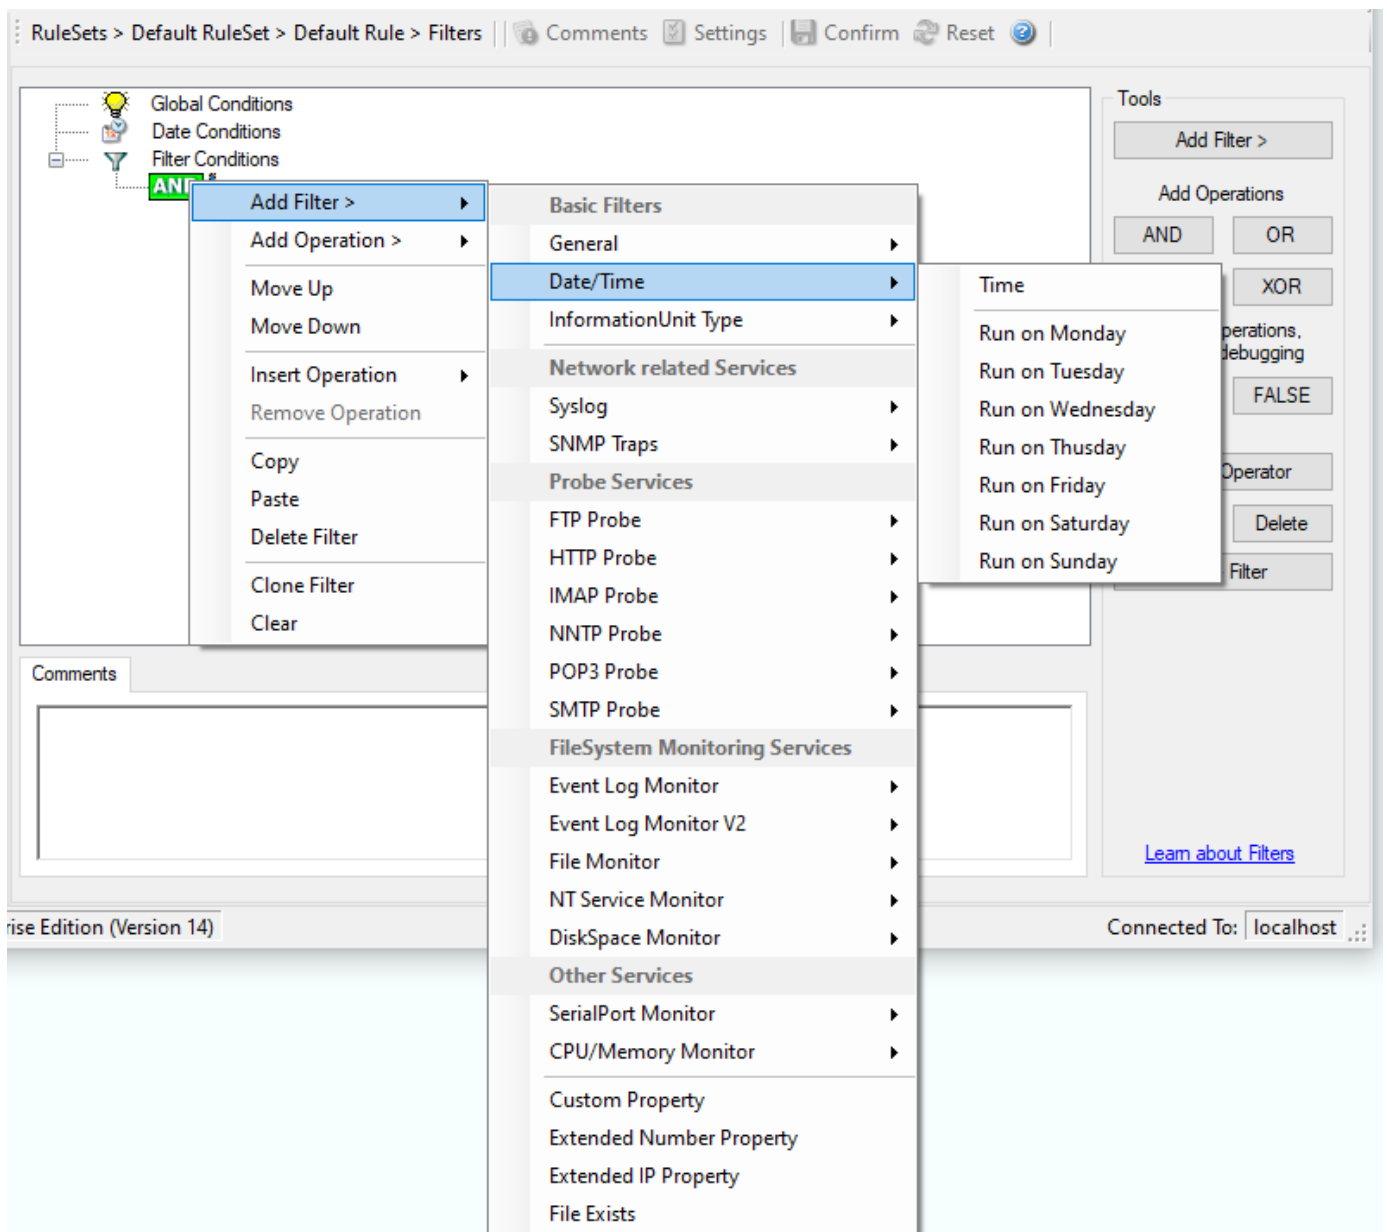 RuleSets > Default RuleSet > Default Rule > Filters Comments Settings Confirm Reset
Global Conditions
Date Conditions
Filter Conditions
AND
Add Filter >
Add Operation >
Move Up
Move Down
Insert Operation
Remove Operation
Copy
Paste
Delete Filter
Clone Filter
Clear
Basic Filters
General
Date/Time
InformationUnit Type
Network related Services
Syslog
SNMP Traps
Probe Services
FTP Probe
HTTP Probe
IMAP Probe
NNTP Probe
POP3 Probe
SMTP Probe
FileSystem Monitoring Services
Event Log Monitor
Event Log Monitor V2
File Monitor
NT Service Monitor
DiskSpace Monitor
Other Services
SerialPort Monitor
CPU/Memory Monitor
Custom Property
Extended Number Property
Extended IP Property
File Exists
Time
Run on Monday
Run on Tuesday
Run on Wednesday
Run on Thusday
Run on Friday
Run on Saturday
Run on Sunday
Tools
Add Filter >
Add Operations
AND OR
XOR
perations,
debugging
FALSE
Operator
Delete
Filter
Learn about Filters
Comments
rise Edition (Version 14)
Connected To: localhost